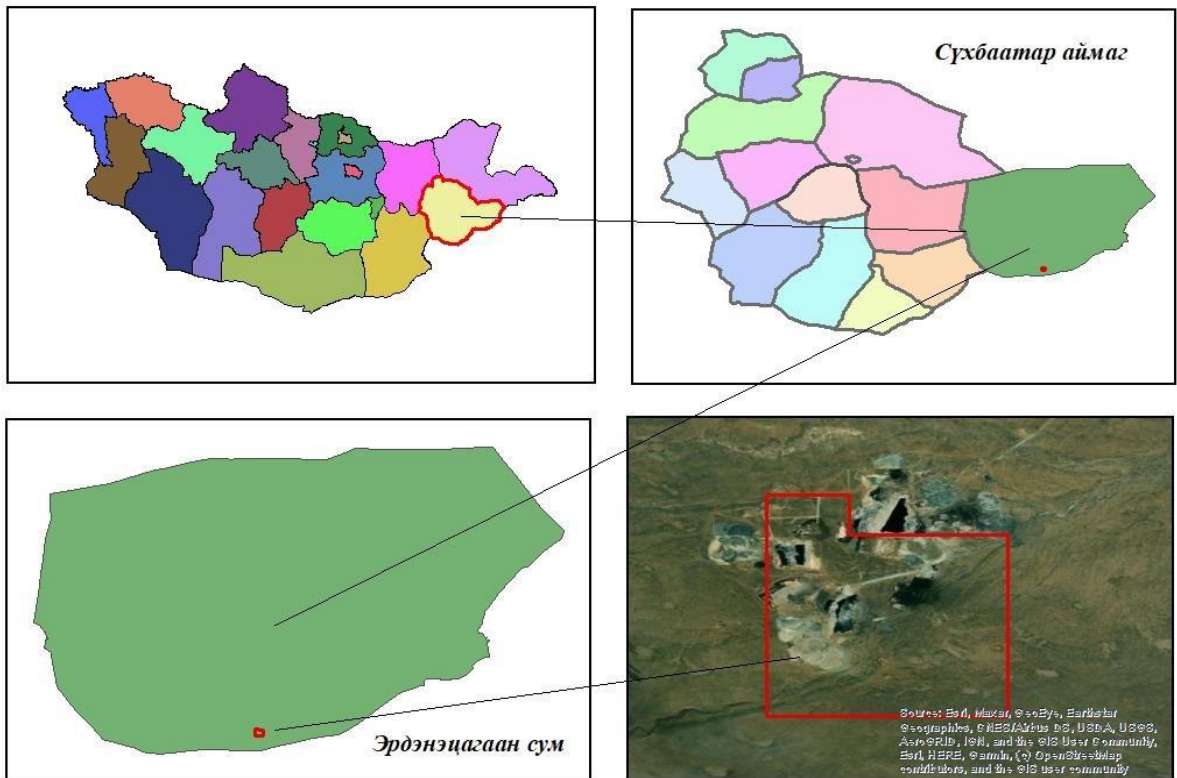 Сүхбаатар аймаг
Эрдэнэцагаан сум
Source: Esri, Maxar, GeoEye, Earthstar
Geographics, CNES/Airbus DS, USDA, USGS,
AeroGRID, IGN, and the GIS User Community,
Esri, HERE, Garmin, (c) OpenStreetMap
contributors, and the GIS user community